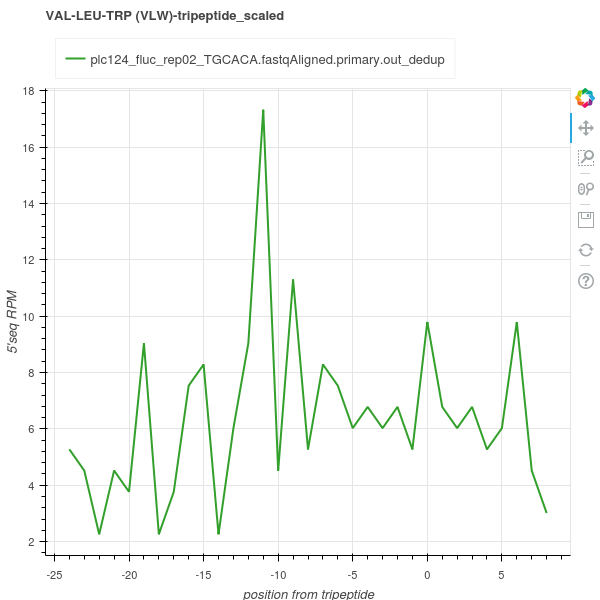 VAL-LEU-TRP (VLW)-tripeptide_scaled
plc124_fluc_rep02_TGCACA.fastqAligned.primary.out_dedup
18
16
14
12
10
8
6
4
2
5'seq RPM
-25 -20 -15 -10 -5 0 5
position from tripeptide